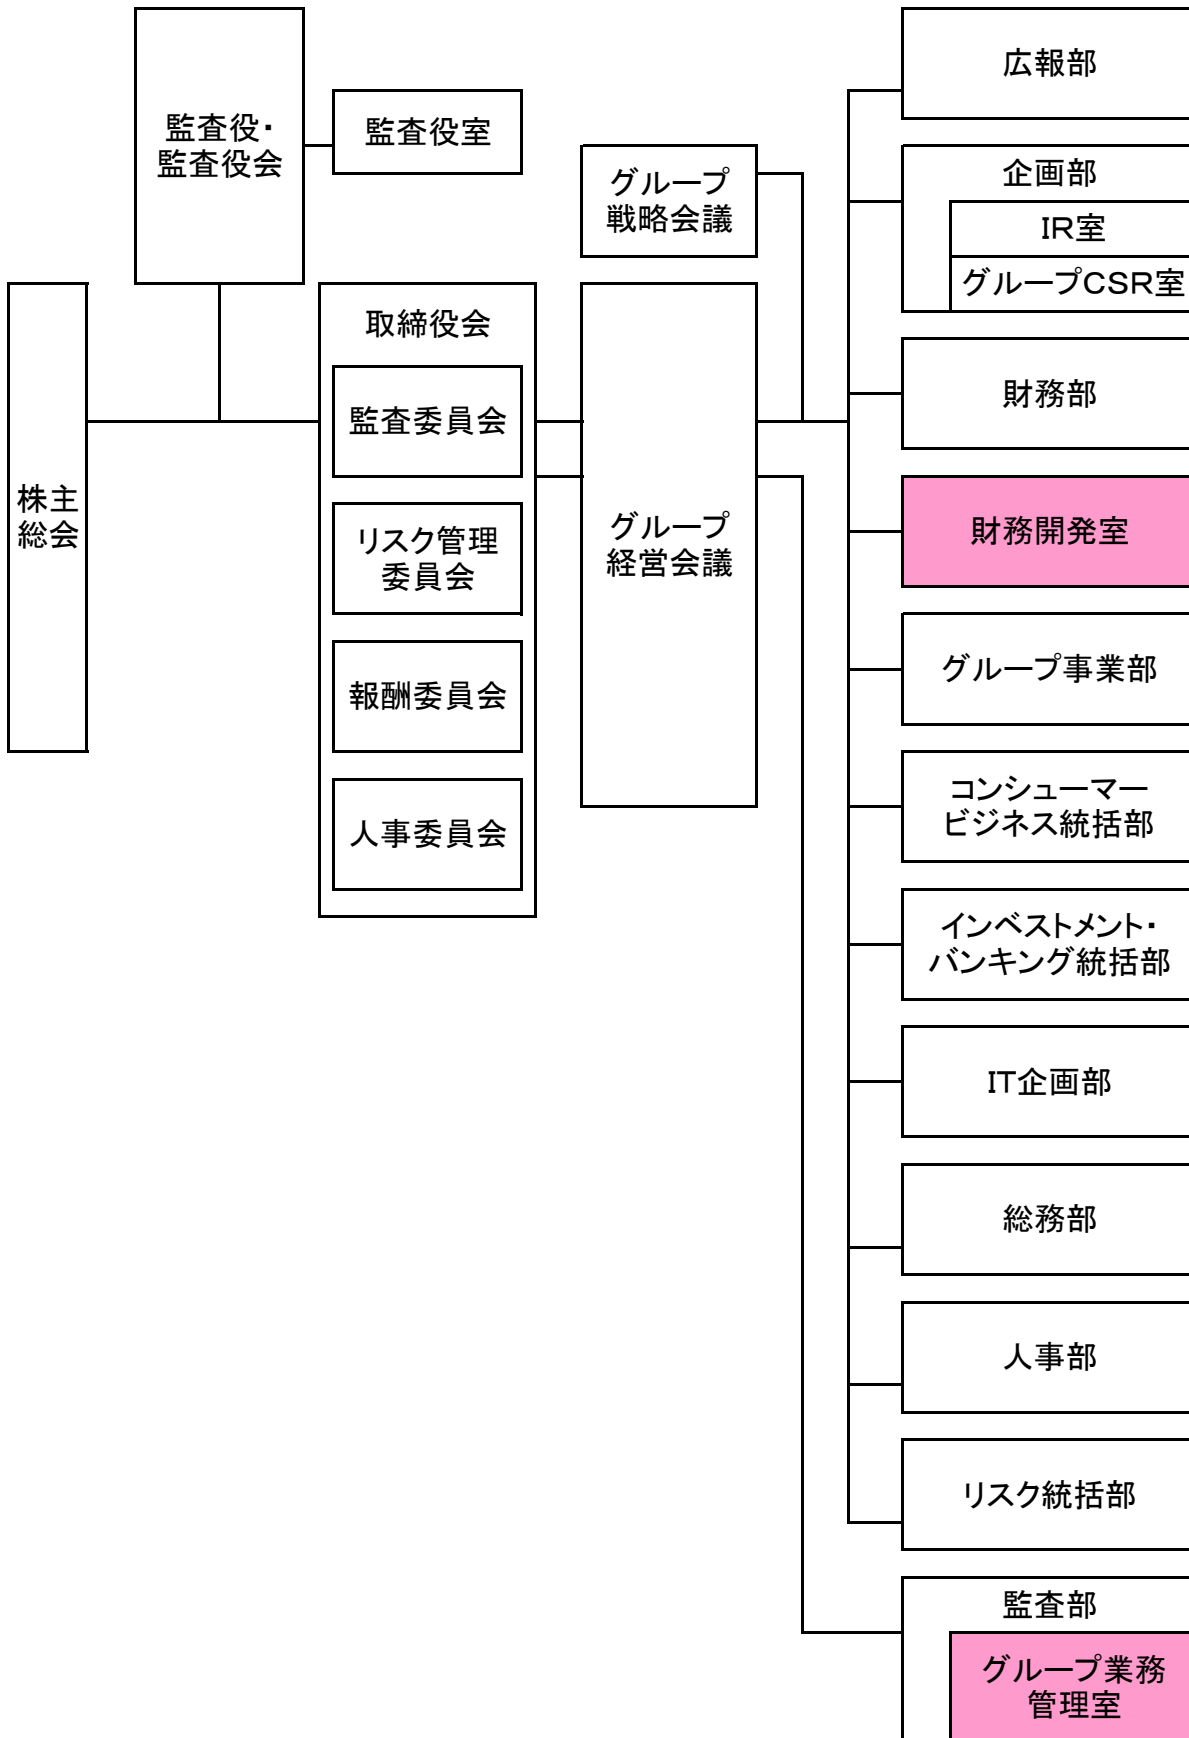 株主
総会
監査役・
監査役会
監査役室
取締役会
監査委員会
リスク管理
委員会
報酬委員会
人事委員会
グループ
戦略会議
グループ
経営会議
広報部
企画部
IR室
グループCSR室
財務部
財務開発室
グループ事業部
コンシューマー
ビジネス統括部
インベストメント・
バンキング統括部
IT企画部
総務部
人事部
リスク統括部
監査部
グループ業務
管理室